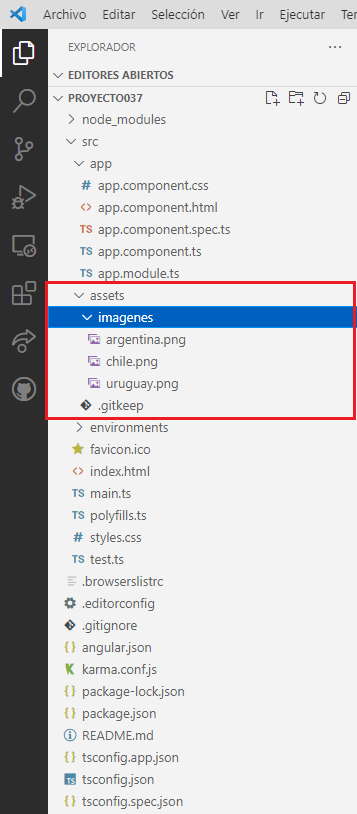 Archivo Editar Selección Ver Ir Ejecutar Ter
EXPLORADOR
EDITORES ABIERTOS
PROYECTO037
node_modules
src
app
# app.component.css
<> app.component.html
TS app.component.spec.ts
TS app.component.ts
TS app.module.ts
assets
imagenes
argentina.png
chile.png
uruguay.png
.gitkeep
environments
favicon.ico
<> index.html
TS main.ts
TS polyfills.ts
# styles.css
TS test.ts
.browserslistrc
.editorconfig
.gitignore
{} angular.json
karma.conf.js
{} package-lock.json
{} package.json
README.md
{} tsconfig.app.json
TS tsconfig.json
{} tsconfig.spec.json